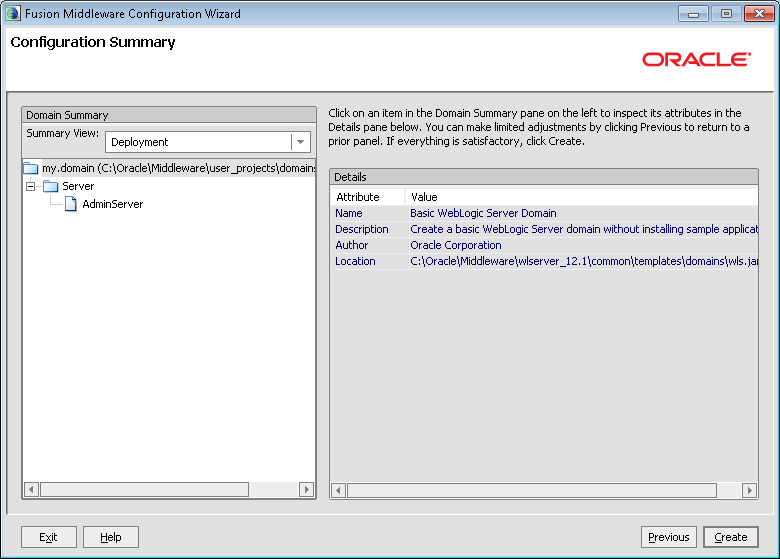 Fusion Middleware Configuration Wizard
Configuration Summary
ORACLE
Domain Summary
Summary View: Deployment
my.domain (C:\Oracle\Middleware\user_projects\domains
Server
AdminServer
Click on an item in the Domain Summary pane on the left to inspect its attributes in the
Details pane below. You can make limited adjustments by clicking Previous to return to a
prior panel. If everything is satisfactory, click Create.
Details
Attribute Value
Name Basic WebLogic Server Domain
Description Create a basic WebLogic Server domain without installing sample applicat
Author Oracle Corporation
Location C:\Oracle\Middleware\wlserver_12.1\common\templates\domains\wls.jar
Exit Help Previous Create